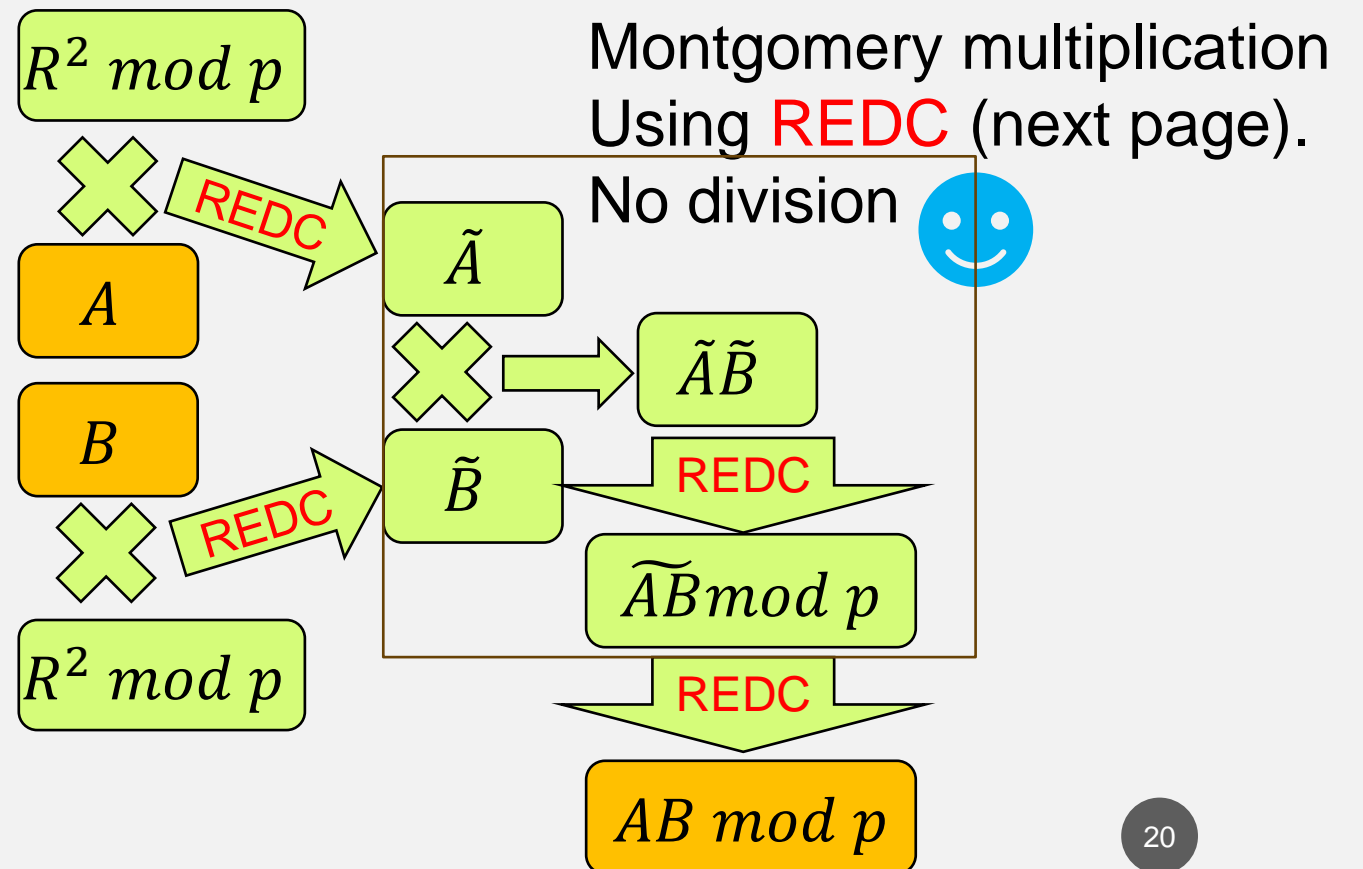 Montgomery multiplication
Using REDC (next page).
No division
R² mod p
REDC
A
B
REDC
R² mod p
Ã
B̃
ÃB̃
REDC
A͠B mod p
REDC
AB mod p
20